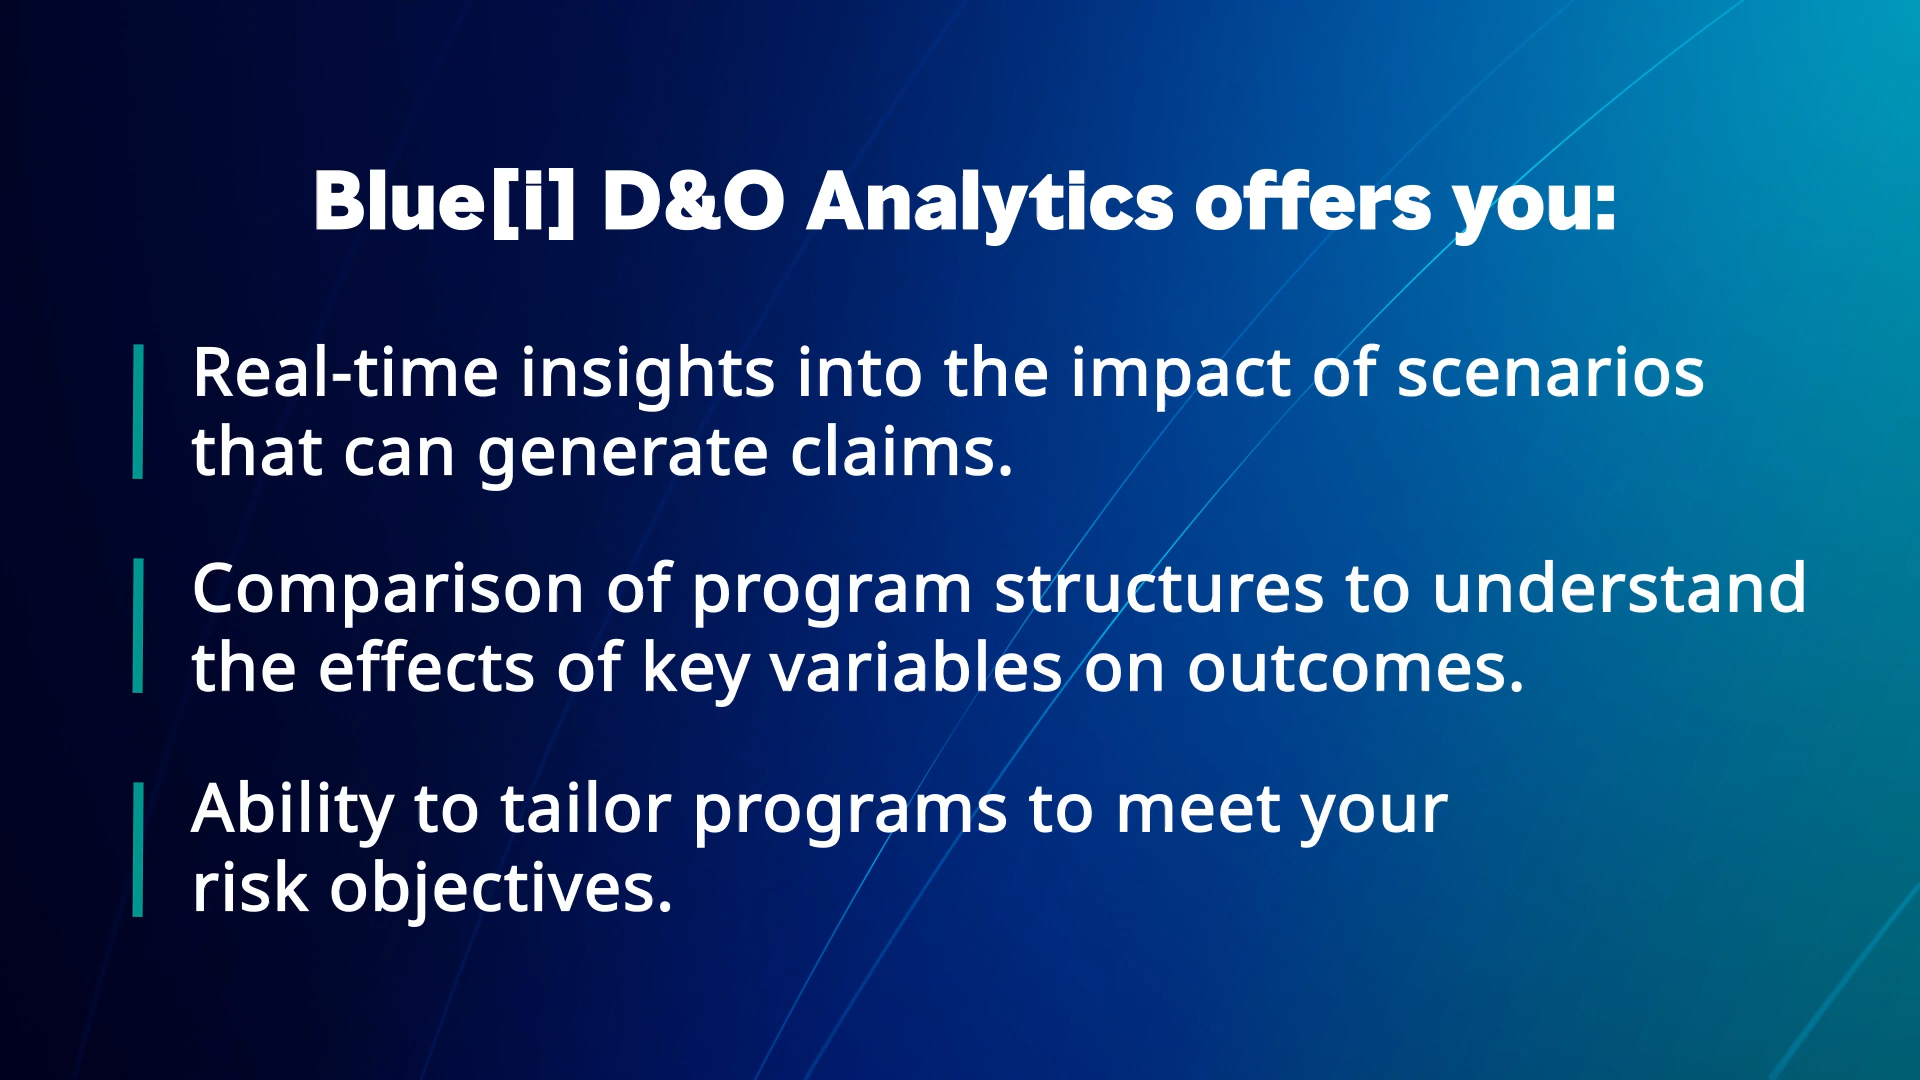 Blue[i] D&O Analytics offers you:
Real-time insights into the impact of scenarios
that can generate claims.
Comparison of program structures to understand
the effects of key variables on outcomes.
Ability to tailor programs to meet your
risk objectives.